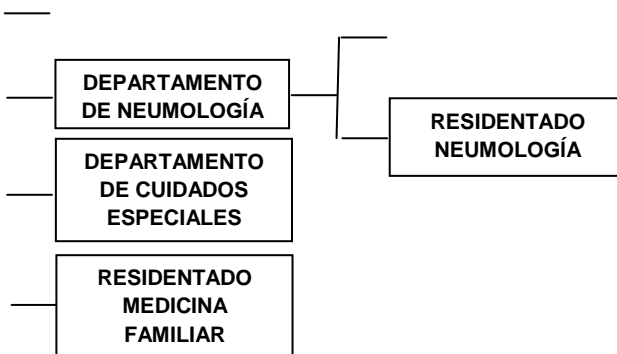 DEPARTAMENTO
DE NEUMOLOGÍA
RESIDENTADO
NEUMOLOGÍA
DEPARTAMENTO
DE CUIDADOS
ESPECIALES
RESIDENTADO
MEDICINA
FAMILIAR